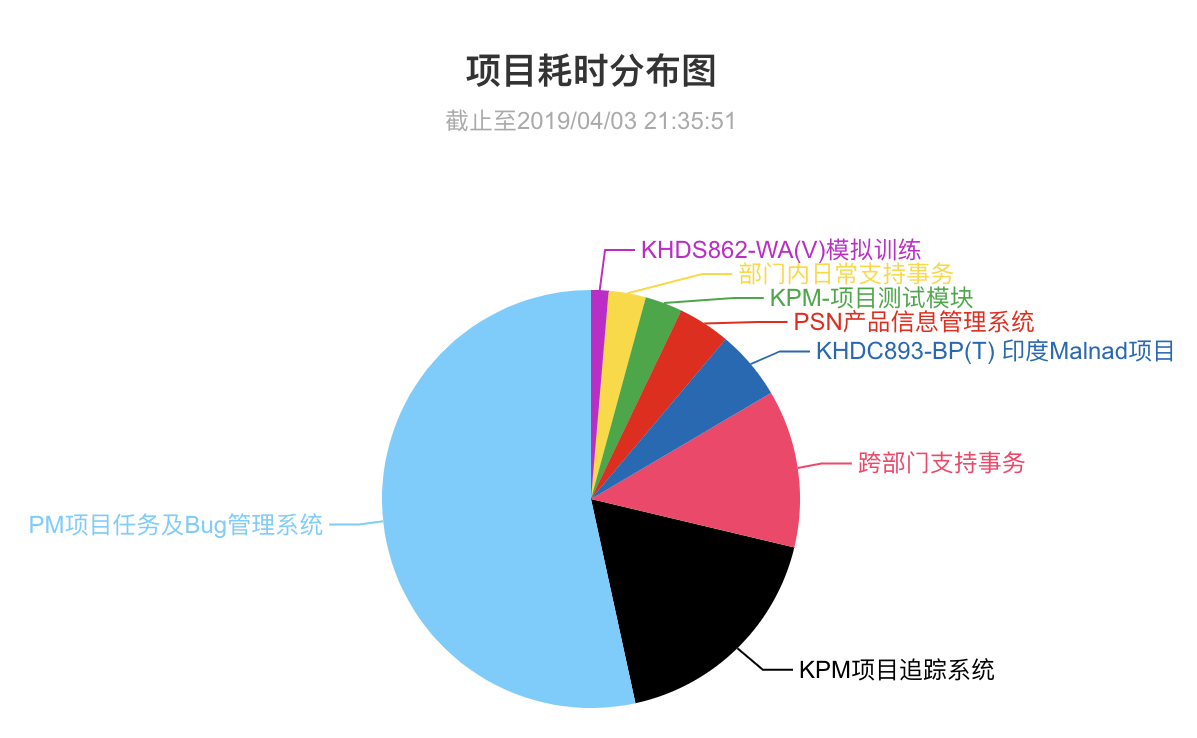 项目耗时分布图
截止至2019/04/03 21:35:51
KHDS862-WA(V)模拟训练
部门内日常支持事务
KPM-项目测试模块
PSN产品信息管理系统
KHDC893-BP(T) 印度Malnad项目
跨部门支持事务
PM项目任务及Bug管理系统
KPM项目追踪系统